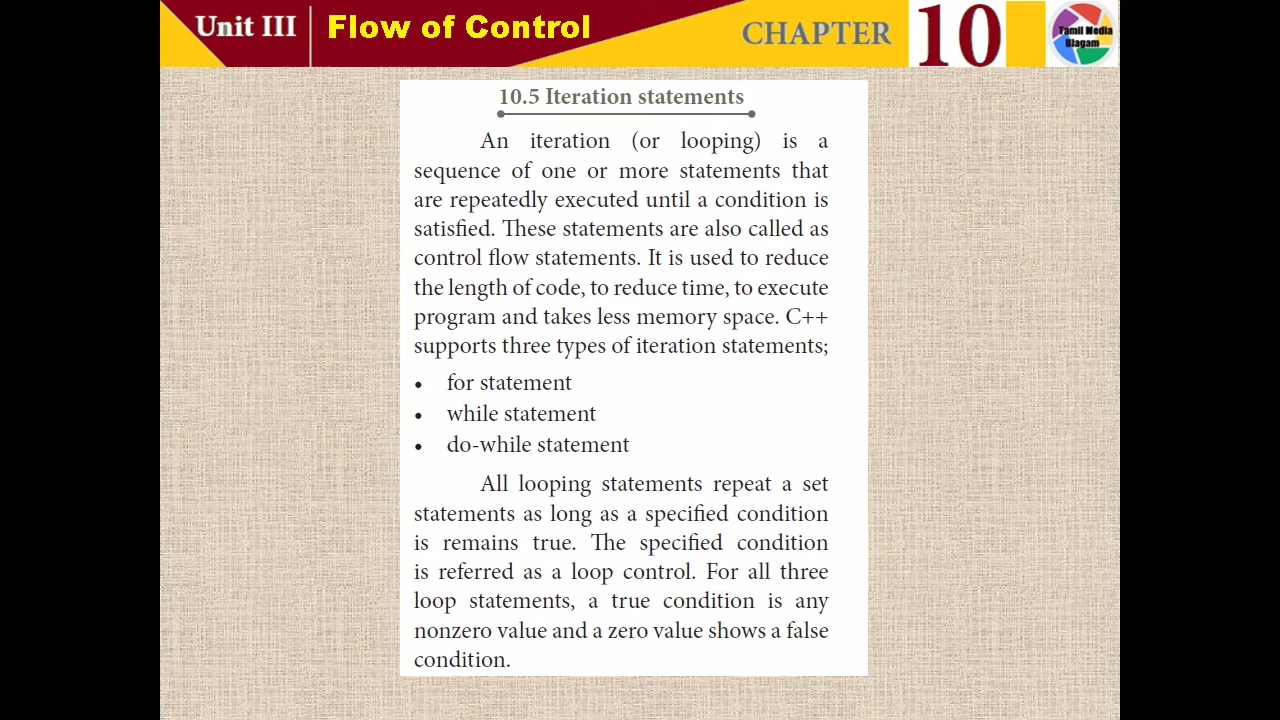 Unit III
Flow of Control
CHAPTER
10
Tamil Media
Ulagam
10.5 Iteration statements
An iteration (or looping) is a
sequence of one or more statements that
are repeatedly executed until a condition is
satisfied. These statements are also called as
control flow statements. It is used to reduce
the length of code, to reduce time, to execute
program and takes less memory space. C++
supports three types of iteration statements;
• for statement
• while statement
• do-while statement
All looping statements repeat a set
statements as long as a specified condition
is remains true. The specified condition
is referred as a loop control. For all three
loop statements, a true condition is any
nonzero value and a zero value shows a false
condition.